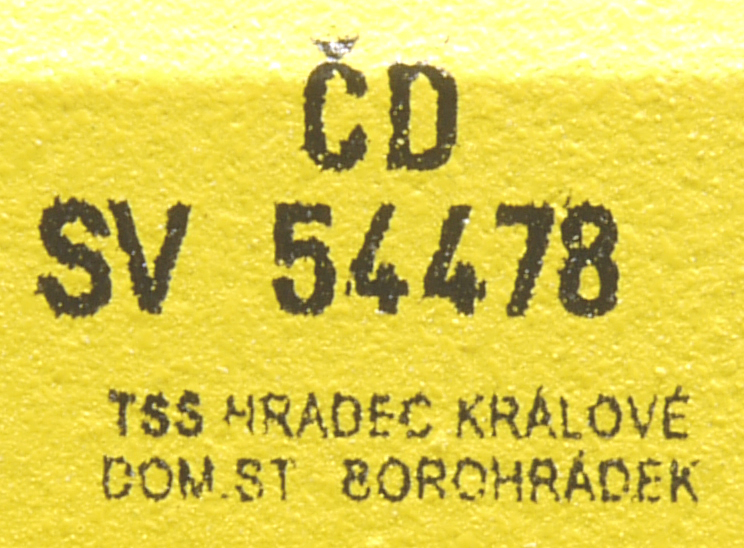 ČD
SV 54478
TSS HRADEC KRÁLOVÉ
DOM.ST BOROHRÁDEK